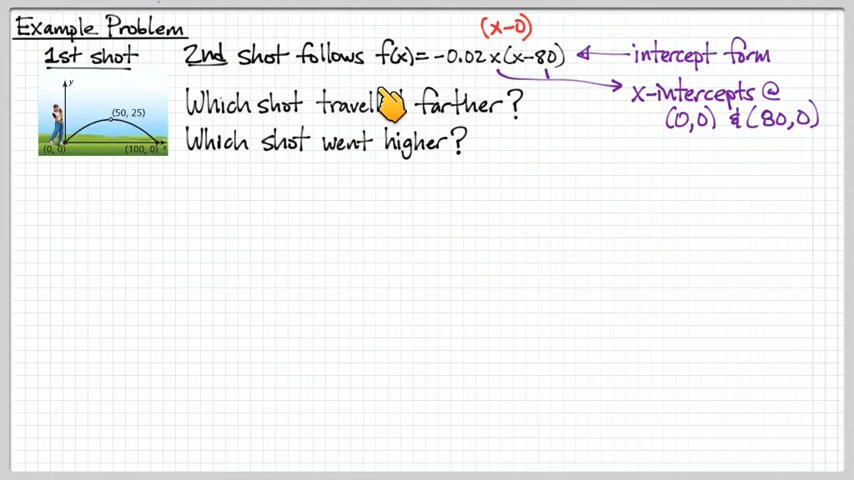 Example Problem
(x-0)
1st shot
2nd shot follows f(x)=-0.02x(x-80)
intercept form
x-intercepts @
(0,0) & (80,0)
Which shot farther?
Which shot went higher?
y
(50, 25)
(0, 0)
(100, 0)
x